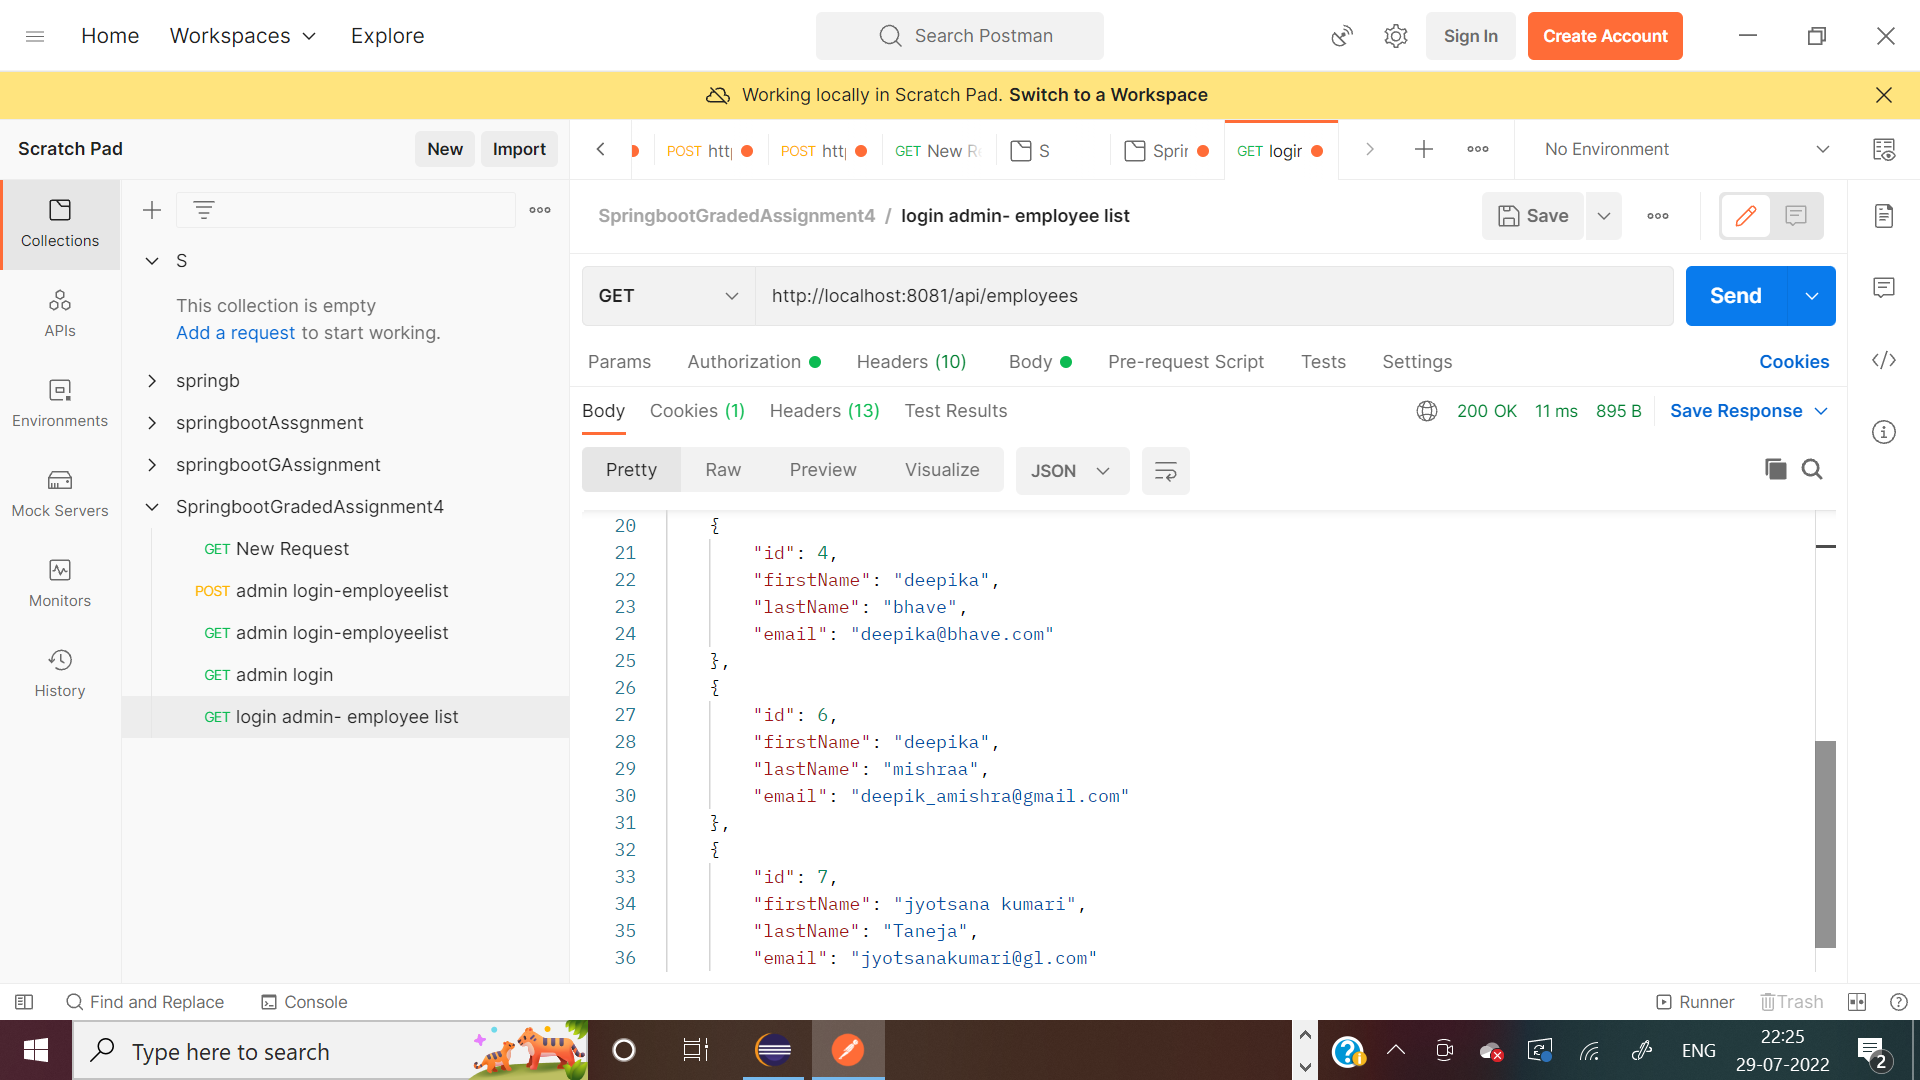 Home Workspaces Explore Search Postman Sign In Create Account
Working locally in Scratch Pad. Switch to a Workspace
Scratch Pad New Import
POST POST GET New S GET No Environment
Collections
APIs
Environments
Mock Servers
Monitors
History
S
This collection is empty
Add a request to start working.
springb
springbootAssgnment
springbootGAssignment
SpringbootGradedAssignment4
GET New Request
POST admin login-employeelist
GET admin login-employeelist
GET admin login
GET login admin- employee list
SpringbootGradedAssignment4 / login admin- employee list Save
GET http://localhost:8081/api/employees Send
Params Authorization Headers (10) Body Pre-request Script Tests Settings Cookies
Body Cookies (1) Headers (13) Test Results 200 OK 11 ms 895 B Save Response
Pretty Raw Preview Visualize JSON
20 {
21 "id": 4,
22 "firstName": "deepika",
23 "lastName": "bhave",
24 "email": "deepika@bhave.com"
25 },
26 {
27 "id": 6,
28 "firstName": "deepika",
29 "lastName": "mishraa",
30 "email": "deepik_amishra@gmail.com"
31 },
32 {
33 "id": 7,
34 "firstName": "jyotsana kumari",
35 "lastName": "Taneja",
36 "email": "jyotsanakumari@gl.com"
Find and Replace Console Runner Trash
Type here to search ENG 22:25
29-07-2022 2